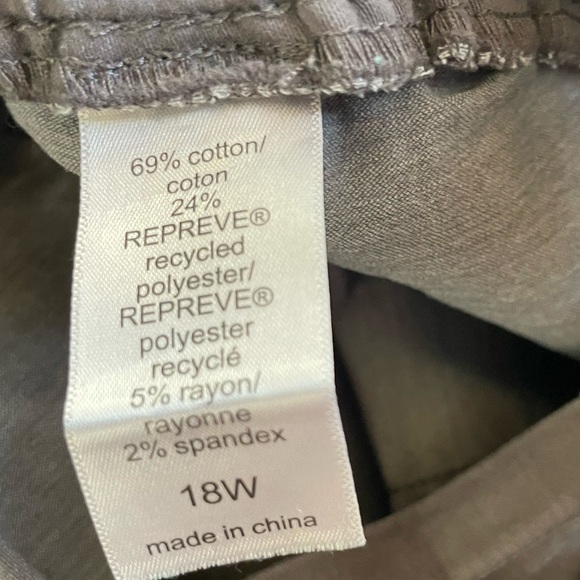 69% cotton/
coton
24%
REPREVE®
recycled
polyester/
REPREVE®
polyester
recyclé
5% rayon/
rayonne
2% spandex
18W
made in china